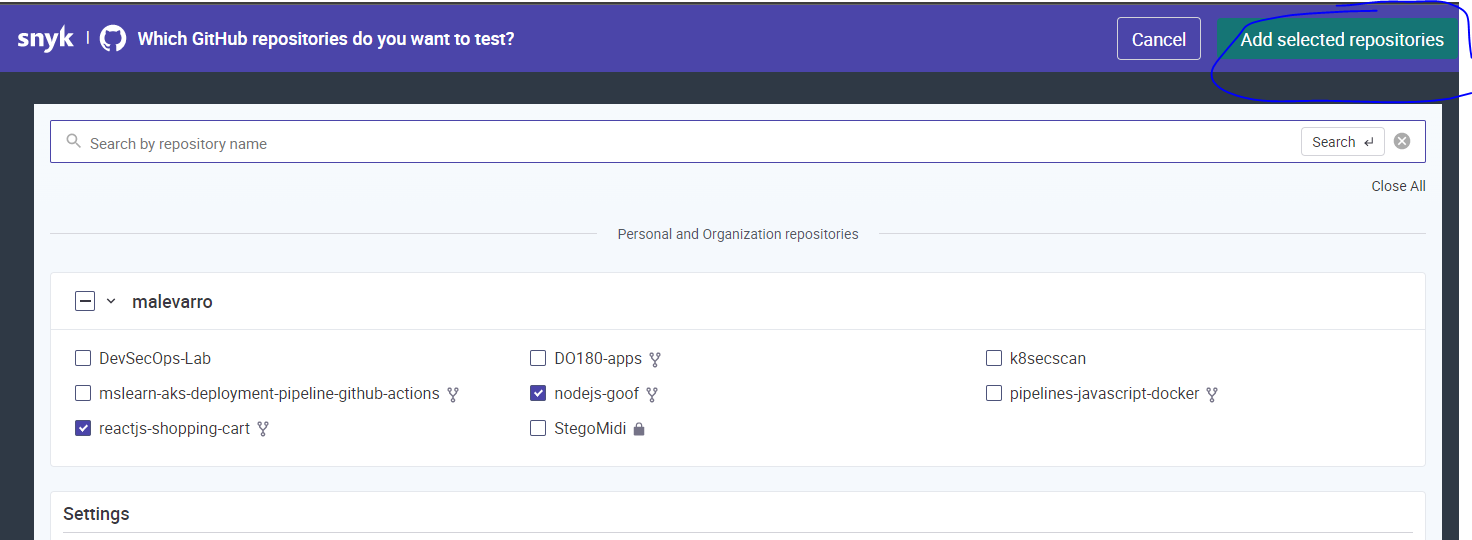 snyk | Which GitHub repositories do you want to test? Cancel Add selected repositories
Search by repository name Search ↵
Close All
Personal and Organization repositories
malevarro
DevSecOps-Lab DO180-apps k8secscan
mslearn-aks-deployment-pipeline-github-actions nodejs-goof pipelines-javascript-docker
reactjs-shopping-cart StegoMidi
Settings